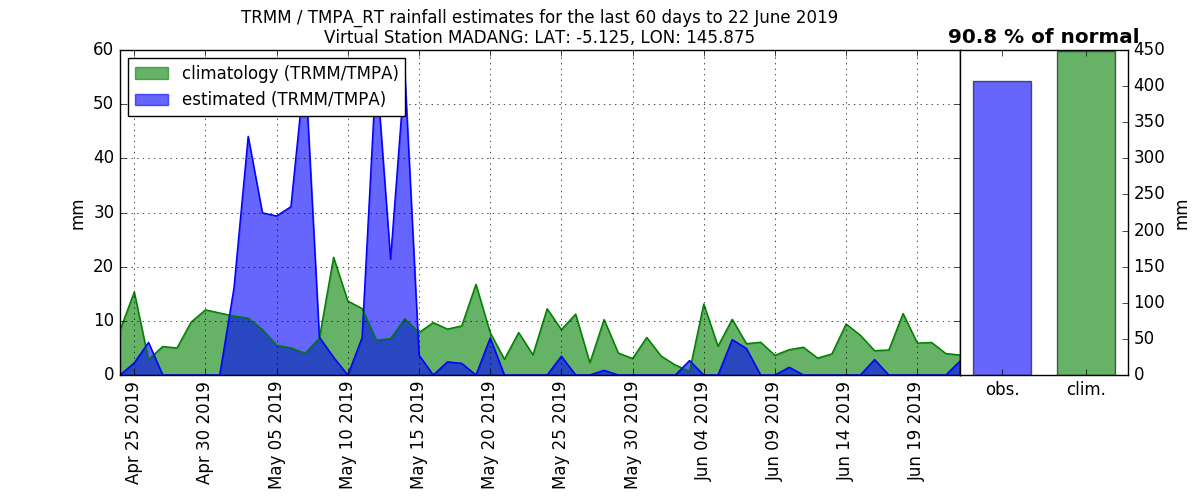 TRMM / TMPA_RT rainfall estimates for the last 60 days to 22 June 2019
Virtual Station MADANG: LAT: -5.125, LON: 145.875
90.8 % of normal
climatology (TRMM/TMPA)
estimated (TRMM/TMPA)
60
50
40
30
20
10
0
mm
450
400
350
300
250
200
150
100
50
0
mm
Apr 25 2019
Apr 30 2019
May 05 2019
May 10 2019
May 15 2019
May 20 2019
May 25 2019
May 30 2019
Jun 04 2019
Jun 09 2019
Jun 14 2019
Jun 19 2019
obs.
clim.